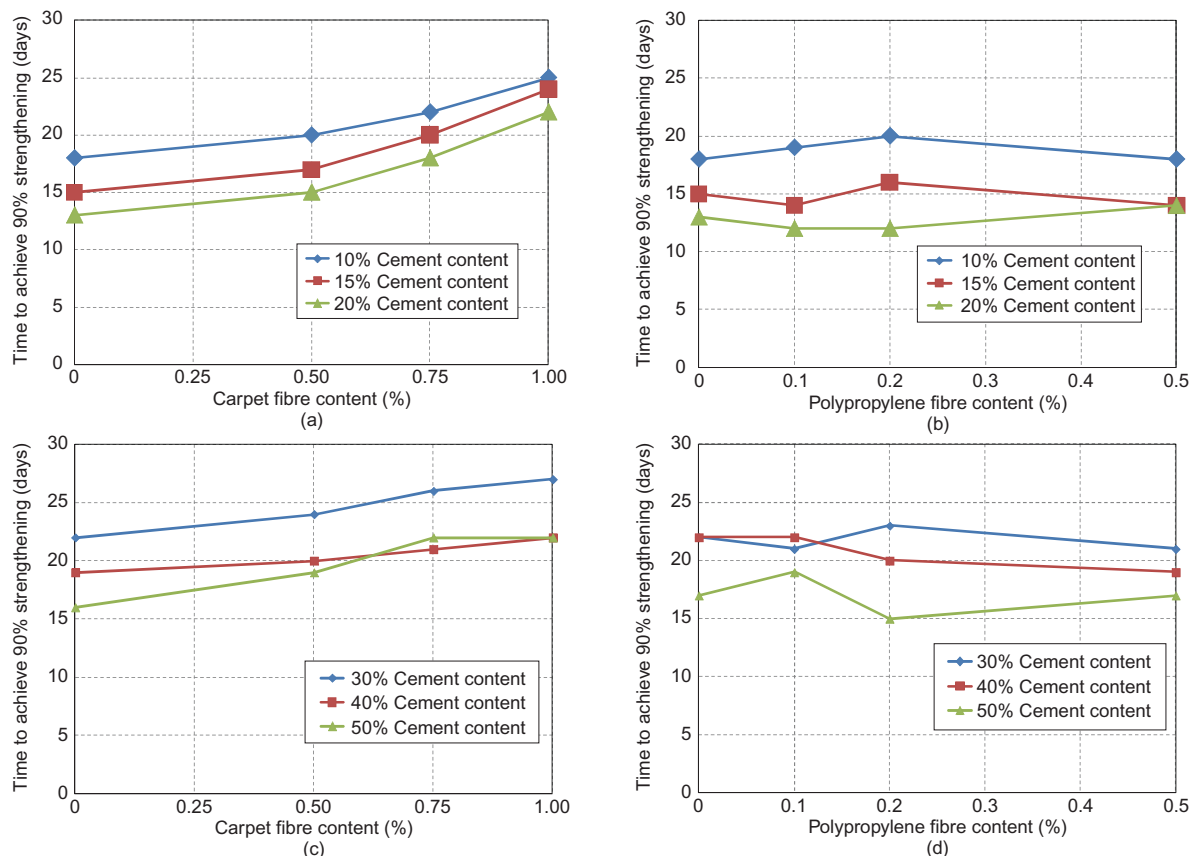 Time to achieve 90% strengthening (days)
30
25
20
15
10
5
0
0 0.25 0.50 0.75 1.00
Carpet fibre content (%)
(a)
10% Cement content
15% Cement content
20% Cement content
Time to achieve 90% strengthening (days)
30
25
20
15
10
5
0
0 0.1 0.2 0.3 0.4 0.5
Polypropylene fibre content (%)
(b)
10% Cement content
15% Cement content
20% Cement content
Time to achieve 90% strengthening (days)
30
25
20
15
10
5
0
0 0.25 0.50 0.75 1.00
Carpet fibre content (%)
(c)
30% Cement content
40% Cement content
50% Cement content
Time to achieve 90% strengthening (days)
30
25
20
15
10
5
0
0 0.1 0.2 0.3 0.4 0.5
Polypropylene fibre content (%)
(d)
30% Cement content
40% Cement content
50% Cement content